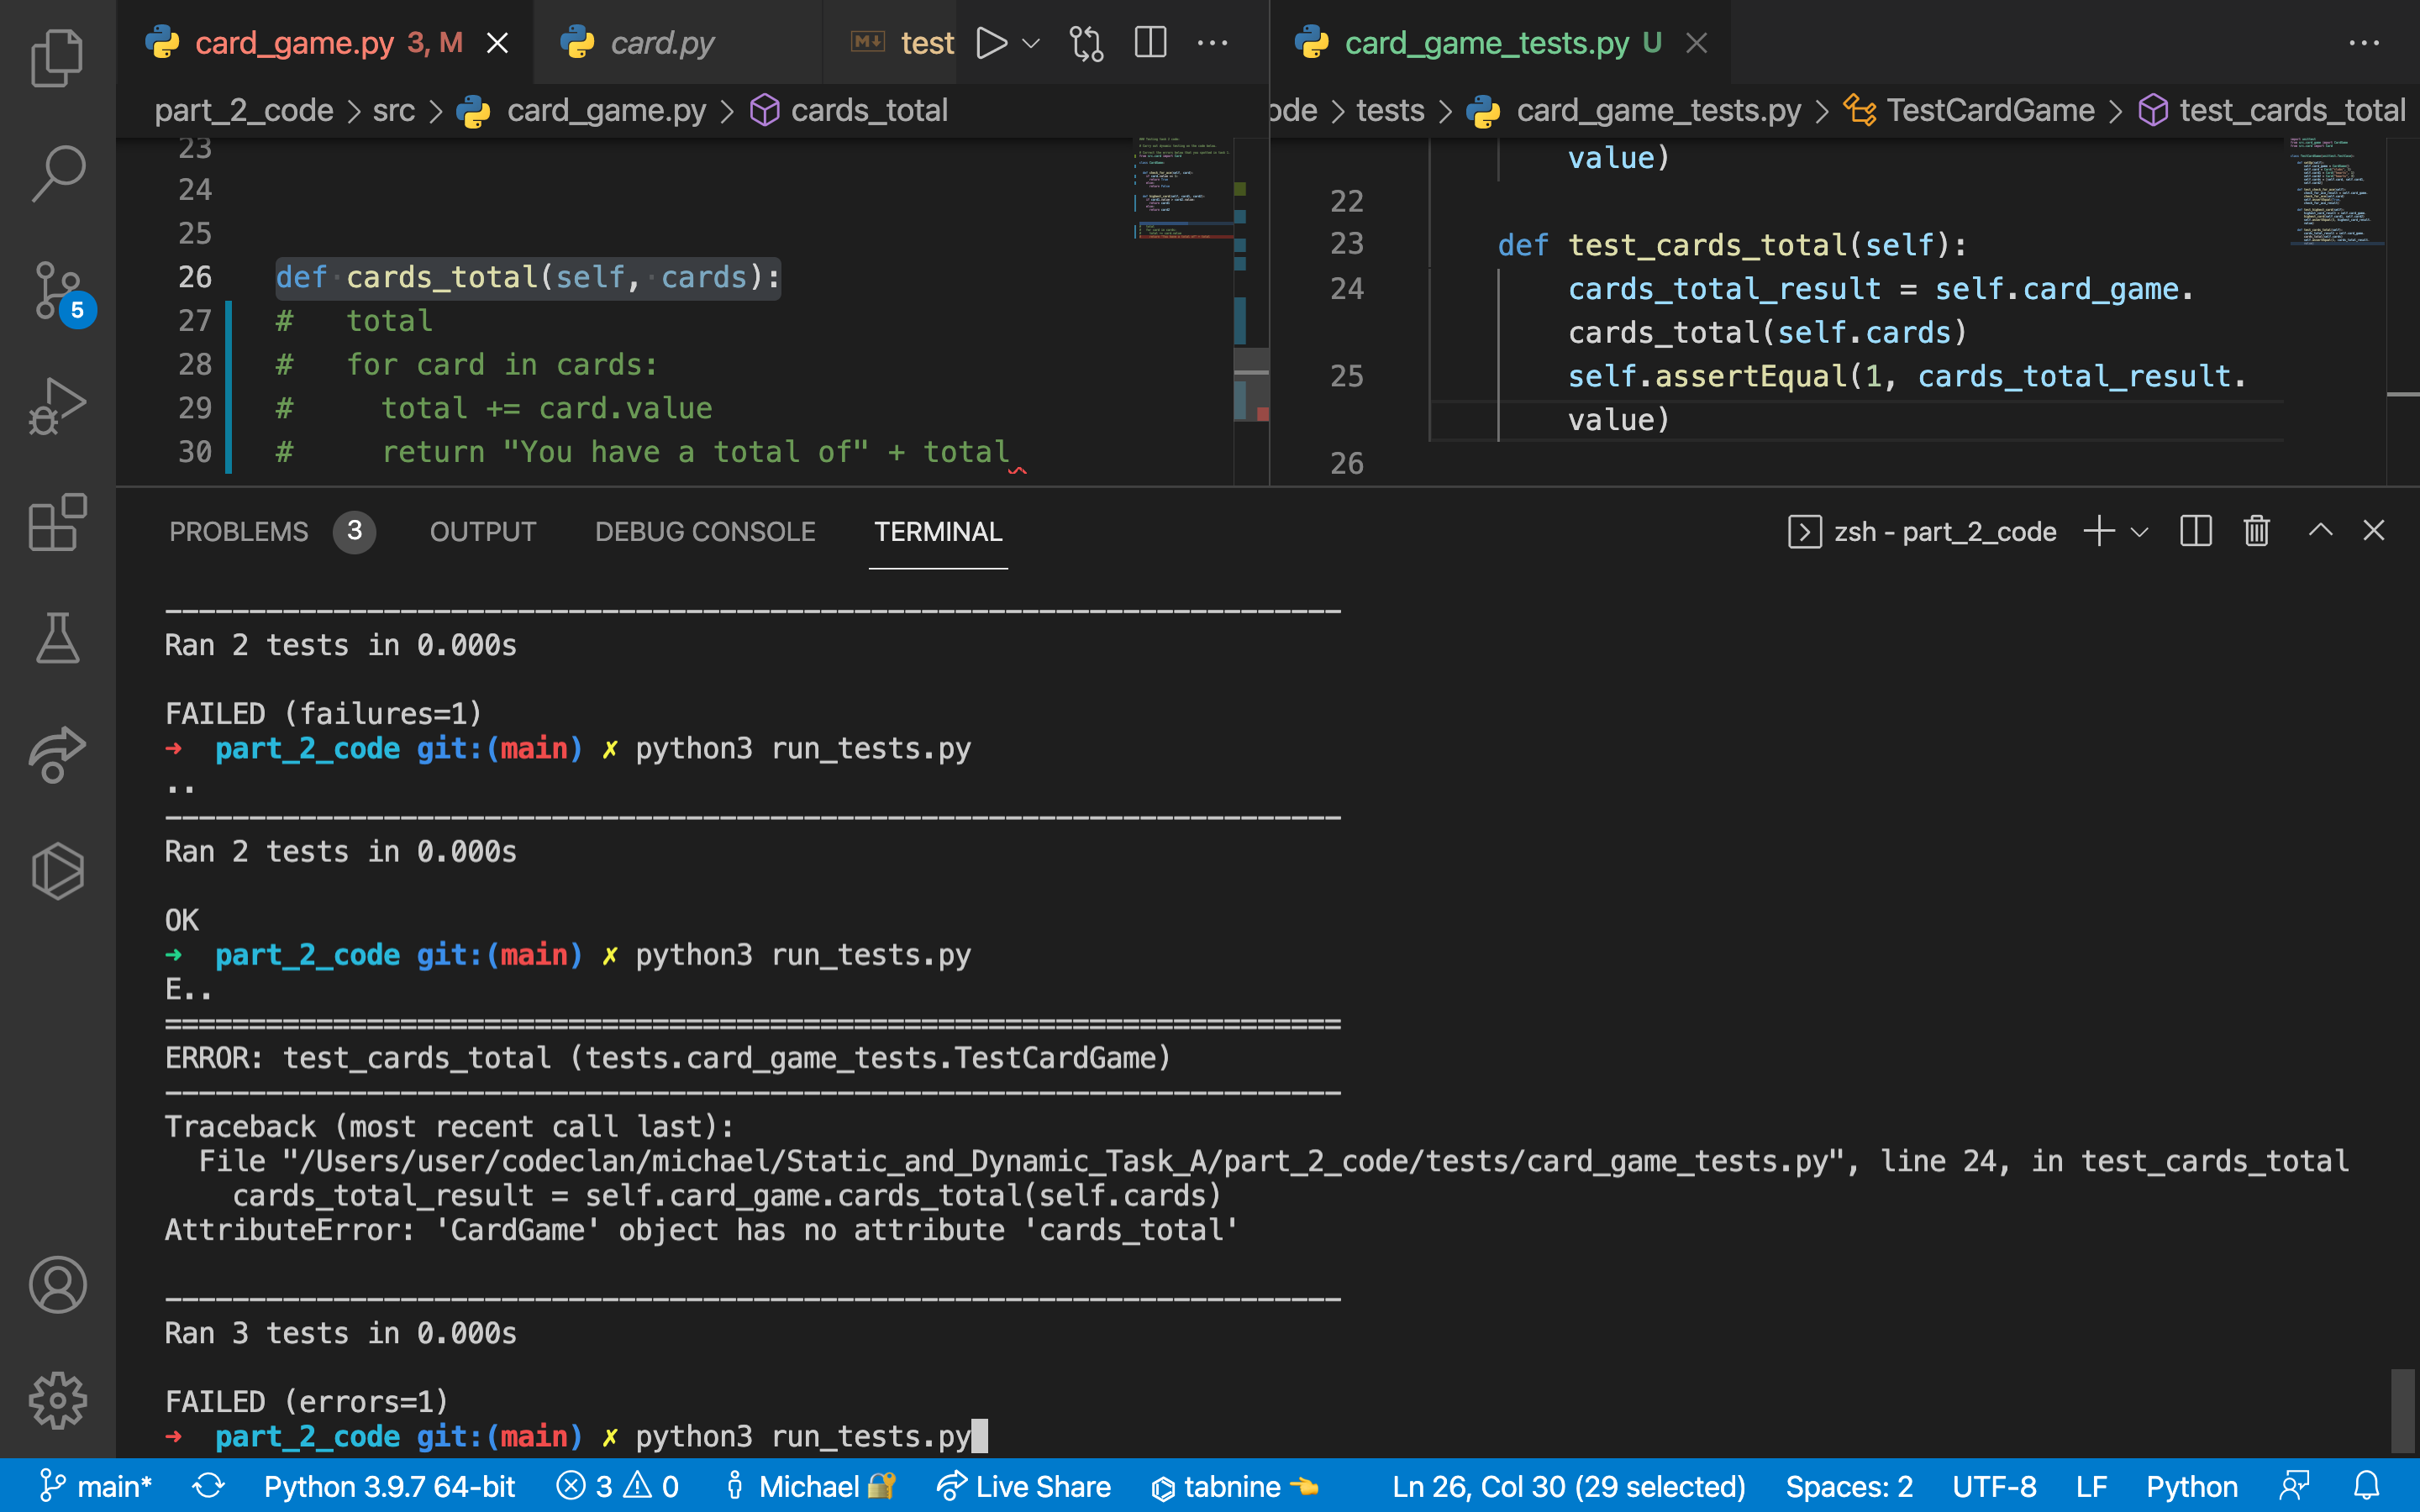 card_game.py 3, M
card.py
test
card_game_tests.py U
part_2_code > src > card_game.py > cards_total
ode > tests > card_game_tests.py > TestCardGame > test_cards_total
23
24
25
26 def cards_total(self, cards):
27 #   total
28 #   for card in cards:
29 #     total += card.value
30 #     return "You have a total of" + total
value)
22
23 def test_cards_total(self):
24 cards_total_result = self.card_game.
cards_total(self.cards)
25 self.assertEqual(1, cards_total_result.
value)
26
5
PROBLEMS 3 OUTPUT DEBUG CONSOLE TERMINAL
zsh - part_2_code
----------------------------------------------------------------------
Ran 2 tests in 0.000s
FAILED (failures=1)
➜  part_2_code git:(main) ✗ python3 run_tests.py
..
----------------------------------------------------------------------
Ran 2 tests in 0.000s
OK
➜  part_2_code git:(main) ✗ python3 run_tests.py
E..
======================================================================
ERROR: test_cards_total (tests.card_game_tests.TestCardGame)
----------------------------------------------------------------------
Traceback (most recent call last):
  File "/Users/user/codeclan/michael/Static_and_Dynamic_Task_A/part_2_code/tests/card_game_tests.py", line 24, in test_cards_total
    cards_total_result = self.card_game.cards_total(self.cards)
AttributeError: 'CardGame' object has no attribute 'cards_total'
----------------------------------------------------------------------
Ran 3 tests in 0.000s
FAILED (errors=1)
➜  part_2_code git:(main) ✗ python3 run_tests.py
main* Python 3.9.7 64-bit 3 0 Michael 🔐 Live Share tabnine 👈 Ln 26, Col 30 (29 selected) Spaces: 2 UTF-8 LF Python